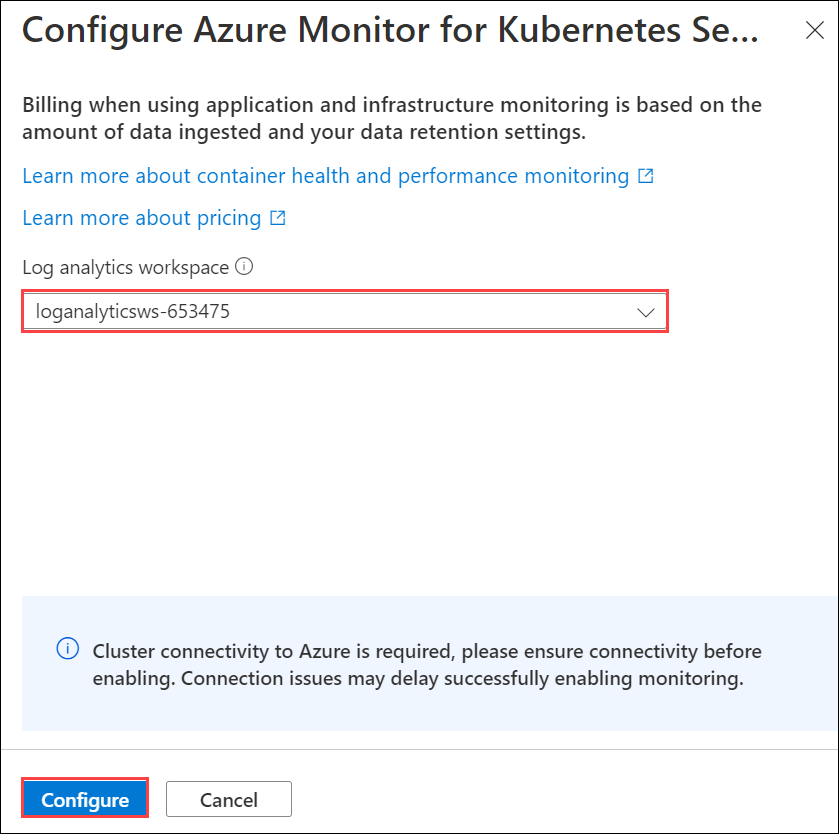 Configure Azure Monitor for Kubernetes Se...
Billing when using application and infrastructure monitoring is based on the
amount of data ingested and your data retention settings.
Learn more about container health and performance monitoring
Learn more about pricing
Log analytics workspace
loganalyticsws-653475
Cluster connectivity to Azure is required, please ensure connectivity before
enabling. Connection issues may delay successfully enabling monitoring.
Configure Cancel